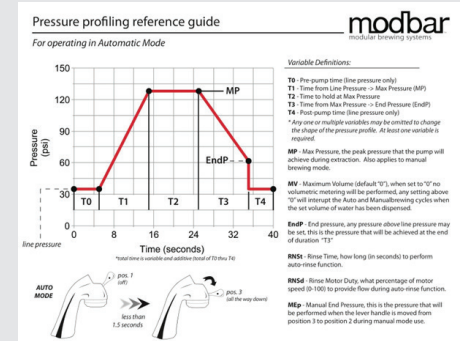 Pressure profiling reference guide
modbar
modular brewing systems
For operating in Automatic Mode
Variable Definitions:
T0 - Pre-pump time (line pressure only)
T1 - Time from Line Pressure -> Max Pressure (MP)
T2 - Time to hold at Max Pressure
T3 - Time from Max Pressure -> End Pressure (EndP)
T4 - Post-pump time (line pressure only)
* Any one or multiple variables may be omitted to change
the shape of the pressure profile. At least one variable is
required.
MP - Max Pressure, the peak pressure that the pump will
achieve during extraction. Also applies to manual
brewing mode.
MV - Maximum Volume (default "0"), when set to "0" no
volumetric metering will be performed, any setting above
"0" will interupt the Auto and Manualbrewing cycles when
the set volume of water has been dispensed.
EndP - End pressure, any pressure above line pressure may
be set, this is the pressure that will be achieved at the end
of duration "T3"
RNSt - Rinse Time, how long (in seconds) to perform
auto-rinse function.
RNSd - Rinse Motor Duty, what percentage of motor
speed (0-100) to provide flow during auto-rinse function.
MEp - Manual End Pressure, this is the pressure that will
be performed when the lever handle is moved from
position 3 to position 2 during manual mode use.
Pressure
(psi)
150
120
90
60
30
0
MP
EndP
T0 T1 T2 T3 T4
line pressure
0 8 16 24 32 40
Time (seconds)
*total time is variable and additive (total of T0 thru T4)
AUTO
MODE
pos. 1
(off)
less than
1.5 seconds
pos. 3
(all the way down)